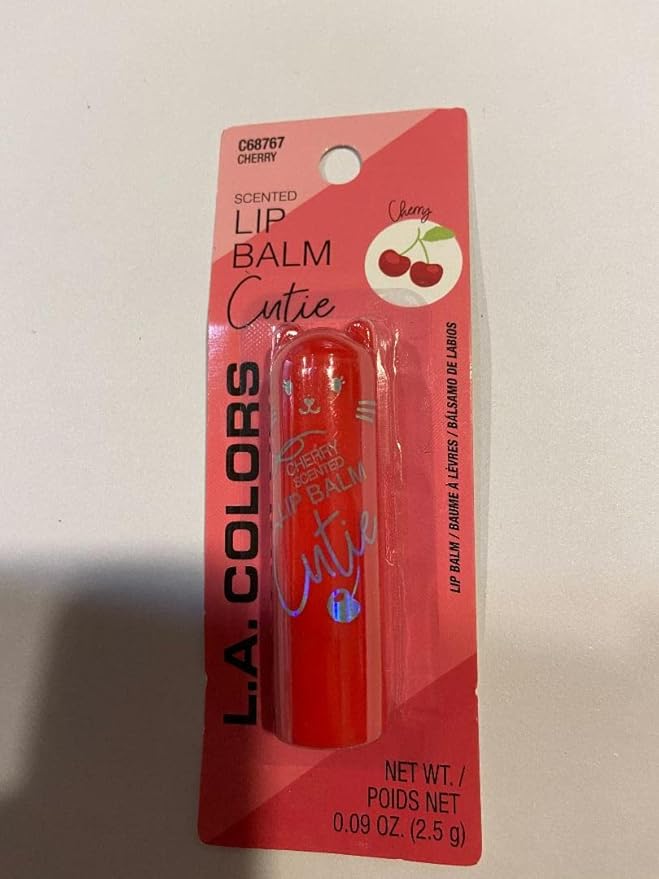 C68767
CHERRY
SCENTED
LIP
BALM
Cutie
Cherry
L.A. COLORS
CHERRY
SCENTED
LIP BALM
Cutie
LIP BALM / BAUME À LÈVRES / BÁLSAMO DE LABIOS
NET WT. /
POIDS NET
0.09 OZ. (2.5 g)